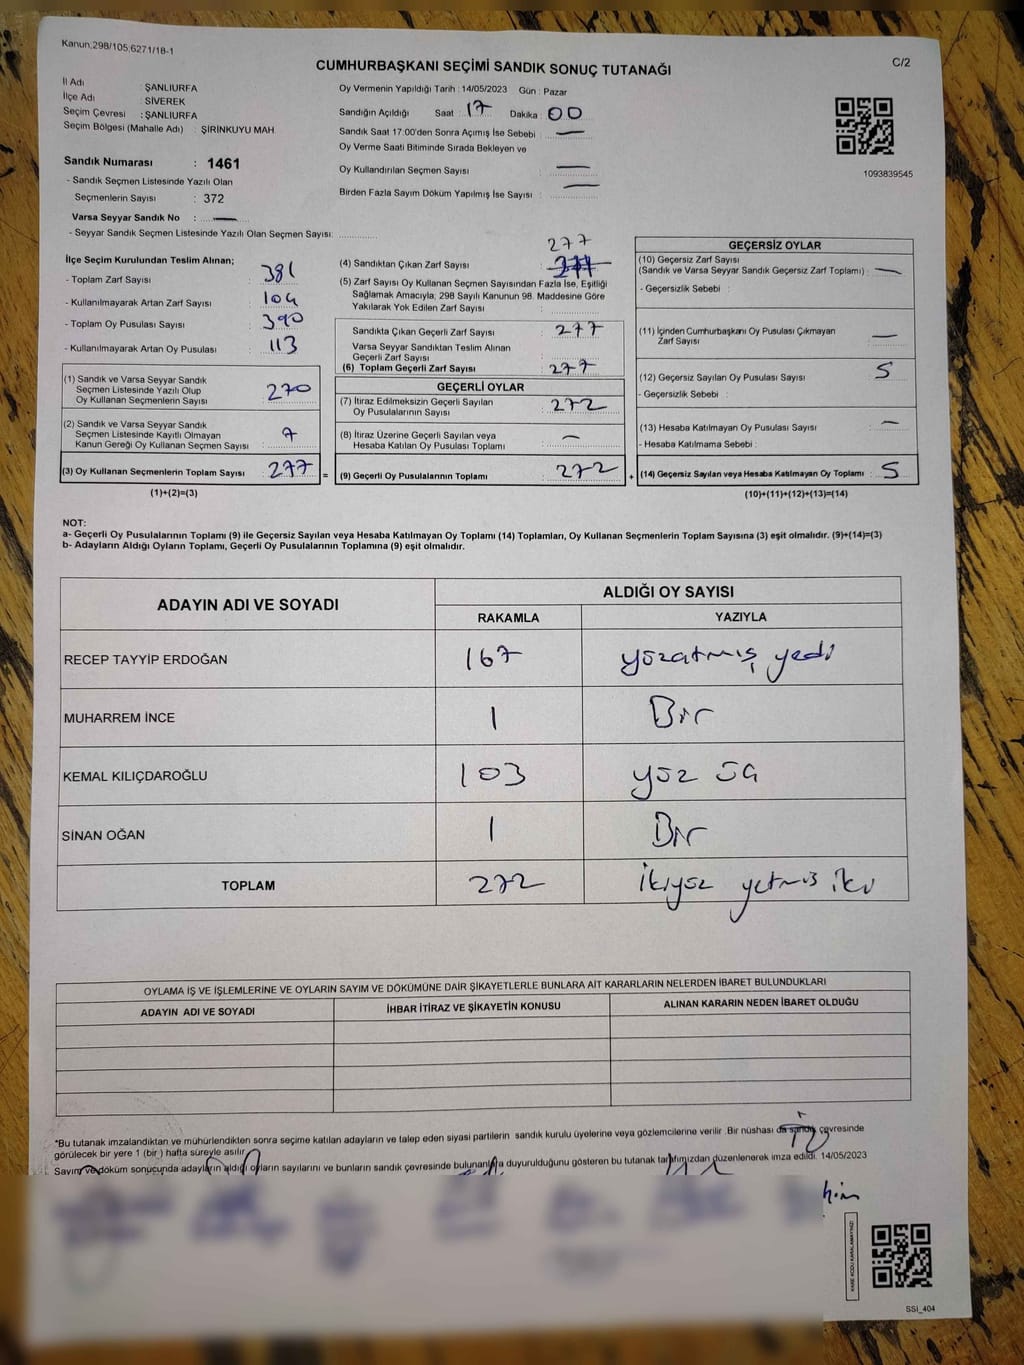 Kanun.298/105,6271/18-1
C/2
CUMHURBAŞKANI SEÇİMİ SANDIK SONUÇ TUTANAĞI
İl Adı : ŞANLIURFA
İlçe Adı : SİVEREK
Seçim Çevresi : ŞANLIURFA
Seçim Bölgesi (Mahalle Adı) : ŞİRİNKUYU MAH.
Sandık Numarası : 1461
- Sandık Seçmen Listesinde Yazılı Olan
Seçmenlerin Sayısı : 372
Varsa Seyyar Sandık No : —
- Seyyar Sandık Seçmen Listesinde Yazılı Olan Seçmen Sayısı:
Oy Vermenin Yapıldığı Tarih : 14/05/2023 Gün : Pazar
Sandığın Açıldığı Saat : 17 Dakika : 00
Sandık Saat 17:00'den Sonra Açımış İse Sebebi : —
Oy Verme Saati Bitiminde Sırada Bekleyen ve
Oy Kullandırılan Seçmen Sayısı : —
Birden Fazla Sayım Döküm Yapılmış İse Sayısı : —
1093839545
İlçe Seçim Kurulundan Teslim Alınan;
- Toplam Zarf Sayısı : 381
- Kullanılmayarak Artan Zarf Sayısı : 104
- Toplam Oy Pusulası Sayısı : 390
- Kullanılmayarak Artan Oy Pusulası : 113
(1) Sandık ve Varsa Seyyar Sandık
Seçmen Listesinde Yazılı Olup
Oy Kullanan Seçmenlerin Sayısı : 270
(2) Sandık ve Varsa Seyyar Sandık
Seçmen Listesinde Kayıtlı Olmayan
Kanun Gereği Oy Kullanan Seçmen Sayısı : 7
(3) Oy Kullanan Seçmenlerin Toplam Sayısı : 277 =
(1)+(2)=(3)
277
(4) Sandıktan Çıkan Zarf Sayısı :
(5) Zarf Sayısı Oy Kullanan Seçmen Sayısından Fazla İse, Eşitliği
Sağlamak Amacıyla; 298 Sayılı Kanunun 98. Maddesine Göre
Yakılarak Yok Edilen Zarf Sayısı :
Sandıkta Çıkan Geçerli Zarf Sayısı : 277
Varsa Seyyar Sandıktan Teslim Alınan
Geçerli Zarf Sayısı :
(6) Toplam Geçerli Zarf Sayısı : 277
GEÇERLİ OYLAR
(7) İtiraz Edilmeksizin Geçerli Sayılan
Oy Pusulalarının Sayısı : 272
(8) İtiraz Üzerine Geçerli Sayılan veya
Hesaba Katılan Oy Pusulası Toplamı : —
(9) Geçerli Oy Pusulalarının Toplamı : 272 +
GEÇERSİZ OYLAR
(10) Geçersiz Zarf Sayısı
(Sandık ve Varsa Seyyar Sandık Geçersiz Zarf Toplamı) : —
- Geçersizlik Sebebi :
(11) İçinden Cumhurbaşkanı Oy Pusulası Çıkmayan
Zarf Sayısı : —
(12) Geçersiz Sayılan Oy Pusulası Sayısı : 5
- Geçersizlik Sebebi :
(13) Hesaba Katılmayan Oy Pusulası Sayısı : —
- Hesaba Katılmama Sebebi :
(14) Geçersiz Sayılan veya Hesaba Katılmayan Oy Toplamı : 5
(10)+(11)+(12)+(13)=(14)
NOT:
a- Geçerli Oy Pusulalarının Toplamı (9) ile Geçersiz Sayılan veya Hesaba Katılmayan Oy Toplamı (14) Toplamları, Oy Kullanan Seçmenlerin Toplam Sayısına (3) eşit olmalıdır. (9)+(14)=(3)
b- Adayların Aldığı Oyların Toplamı, Geçerli Oy Pusulalarının Toplamına (9) eşit olmalıdır.
ADAYIN ADI VE SOYADI ALDIĞI OY SAYISI
RAKAMLA YAZIYLA
RECEP TAYYİP ERDOĞAN 167 yüzatmış yedi
MUHARREM İNCE 1 Bir
KEMAL KILIÇDAROĞLU 103 yüz üç
SİNAN OĞAN 1 Bir
TOPLAM 272 İkiyüz yetmiş iki
OYLAMA İŞ VE İŞLEMLERİNE VE OYLARIN SAYIM VE DÖKÜMÜNE DAİR ŞİKAYETLERLE BUNLARA AİT KARARLARIN NELERDEN İBARET BULUNDUKLARI
ADAYIN ADI VE SOYADI İHBAR İTİRAZ VE ŞİKAYETİN KONUSU ALINAN KARARIN NEDEN İBARET OLDUĞU
*Bu tutanak imzalandıktan ve mühürlendikten sonra seçime katılan adayların ve talep eden siyasi partilerin sandık kurulu üyelerine veya gözlemcilerine verilir .Bir nüshası da sandık çevresinde
görülecek bir yere 1 (bir ) hafta süreyle asılır.
Sayım ve döküm sonucunda adayların aldığı oyların sayılarını ve bunların sandık çevresinde bulunanlara duyurulduğunu gösteren bu tutanak tarafımızdan düzenlenerek imza edildi. 14/05/2023
SSİ_404